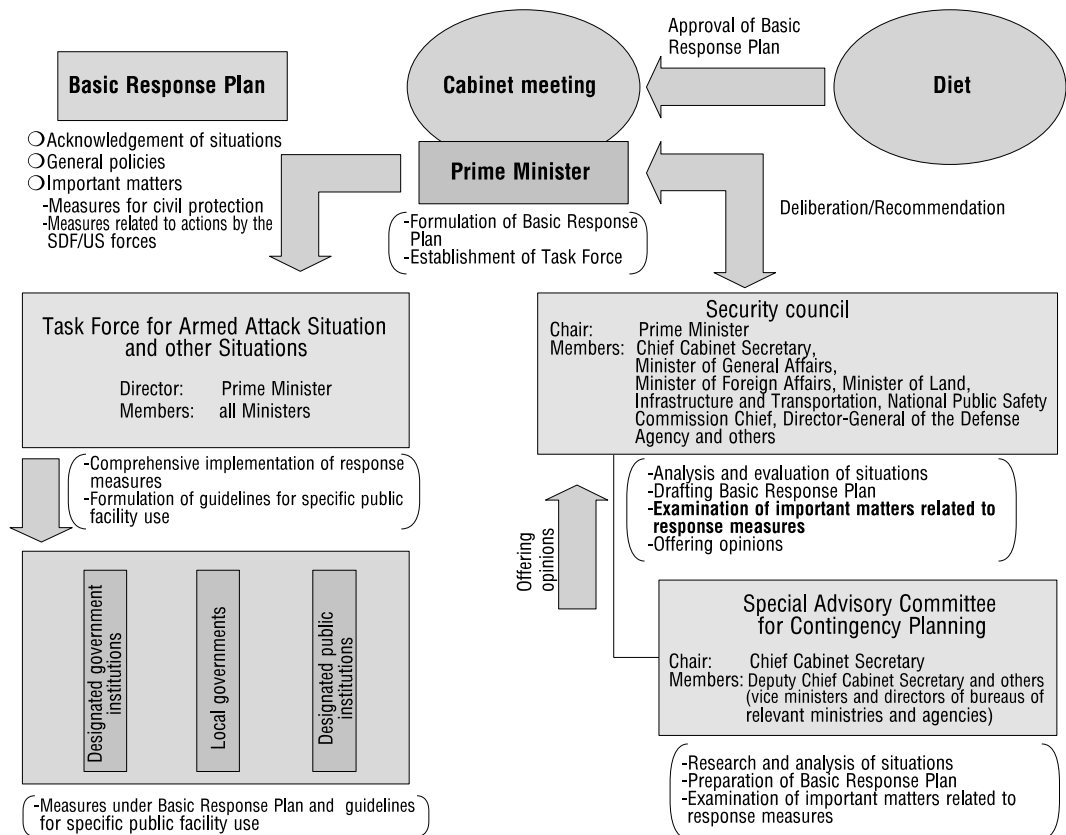 Basic Response Plan
❍Acknowledgement of situations
❍General policies
❍Important matters
-Measures for civil protection
-Measures related to actions by the
SDF/US forces
Cabinet meeting
Prime Minister
-Formulation of Basic Response
Plan
-Establishment of Task Force
Approval of Basic
Response Plan
Diet
Deliberation/Recommendation
Task Force for Armed Attack Situation
and other Situations
Director: Prime Minister
Members: all Ministers
-Comprehensive implementation of response
measures
-Formulation of guidelines for specific public
facility use
Designated government
institutions
Local governments
Designated public
institutions
-Measures under Basic Response Plan and guidelines
for specific public facility use
Security council
Chair: Prime Minister
Members: Chief Cabinet Secretary,
Minister of General Affairs,
Minister of Foreign Affairs, Minister of Land,
Infrastructure and Transportation, National Public Safety
Commission Chief, Director-General of the Defense
Agency and others
-Analysis and evaluation of situations
-Drafting Basic Response Plan
-Examination of important matters related to
response measures
-Offering opinions
Offering
opinions
Special Advisory Committee
for Contingency Planning
Chair: Chief Cabinet Secretary
Members: Deputy Chief Cabinet Secretary and others
(vice ministers and directors of bureaus of
relevant ministries and agencies)
-Research and analysis of situations
-Preparation of Basic Response Plan
-Examination of important matters related to
response measures